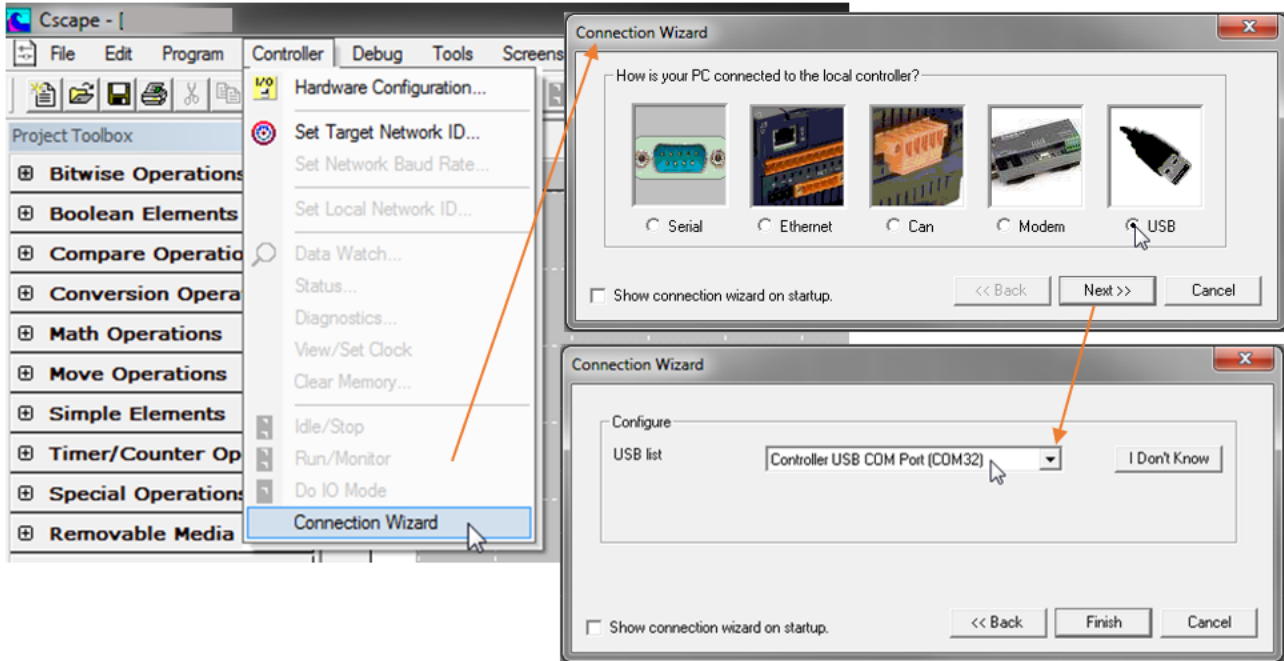 Cscape - [
File Edit Program Controller Debug Tools Screens
Project Toolbox
Bitwise Operations
Boolean Elements
Compare Operatio
Conversion Opera
Math Operations
Move Operations
Simple Elements
Timer/Counter Op
Special Operations
Removable Media
I/O
Hardware Configuration...
Set Target Network ID...
Set Network Baud Rate...
Set Local Network ID...
Data Watch...
Status...
Diagnostics...
View/Set Clock
Clear Memory...
Idle/Stop
Run/Monitor
Do IO Mode
Connection Wizard
Connection Wizard
How is your PC connected to the local controller?
Serial Ethernet Can Modem USB
Show connection wizard on startup.
<< Back Next >> Cancel
Connection Wizard
Configure
USB list Controller USB COM Port (COM32) I Don't Know
Show connection wizard on startup.
<< Back Finish Cancel